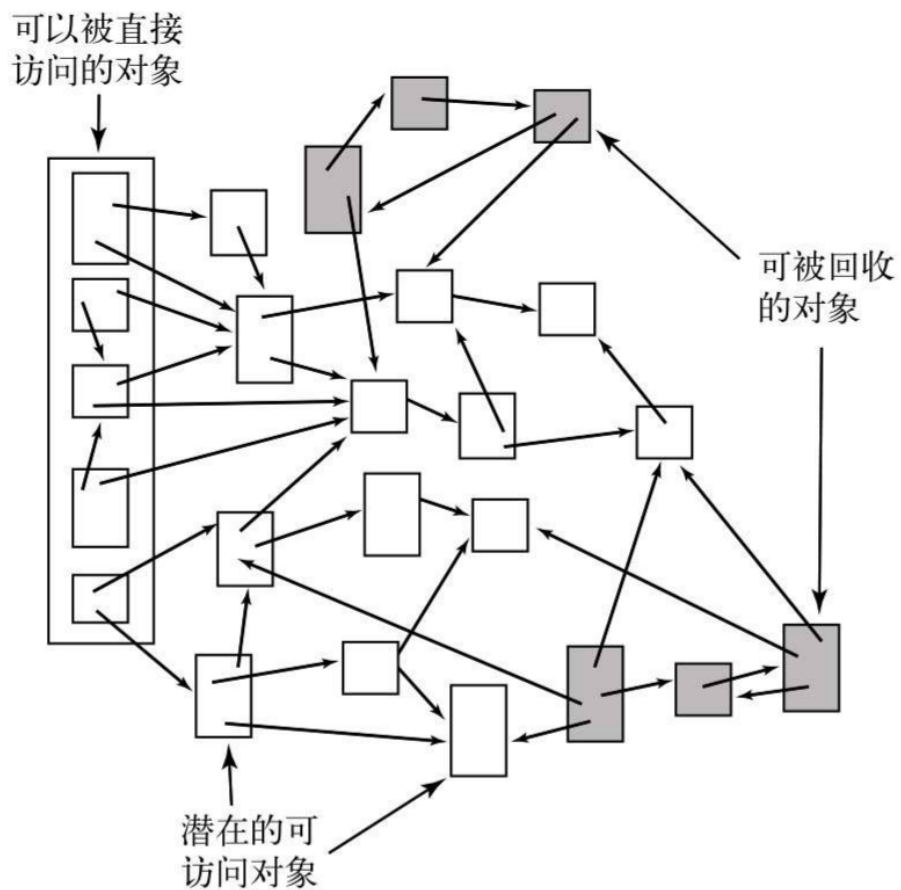 可以被直接
访问的对象
可被回收
的对象
潜在的可
访问对象